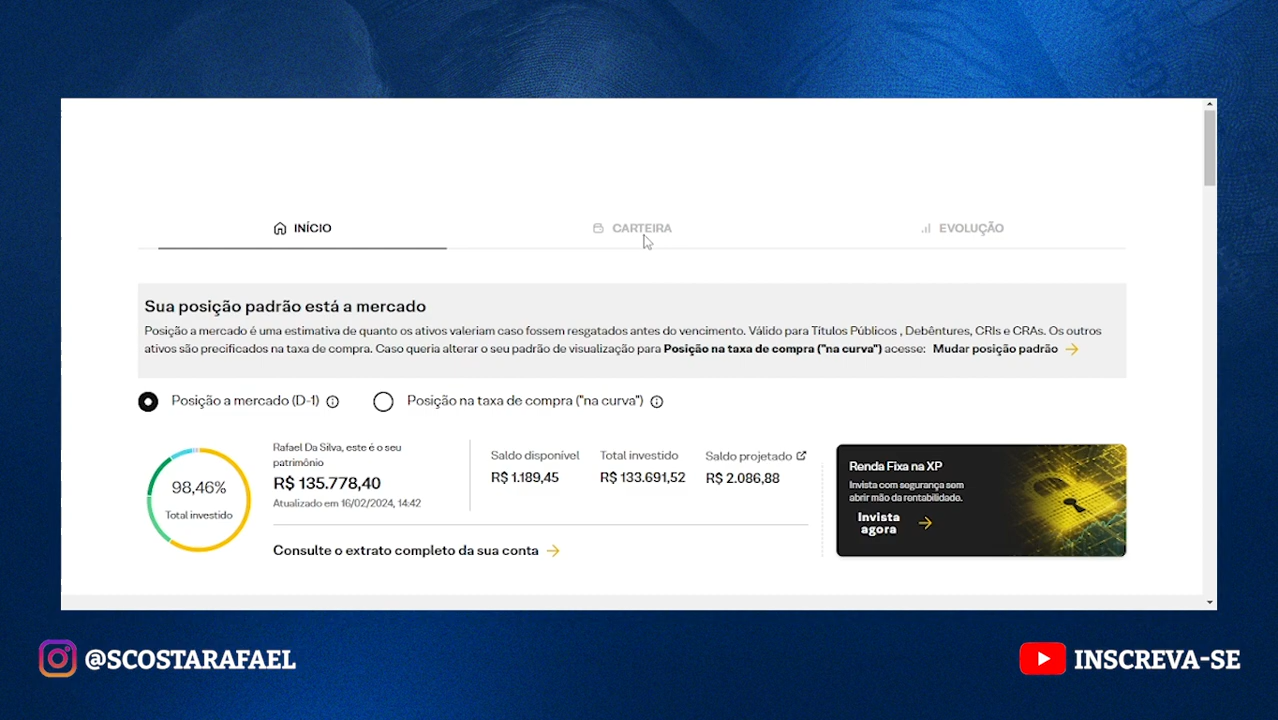 INÍCIO
CARTEIRA
EVOLUÇÃO
Sua posição padrão está a mercado
Posição a mercado é uma estimativa de quanto os ativos valeriam caso fossem resgatados antes do vencimento. Válido para Títulos Públicos , Debêntures, CRIs e CRAs. Os outros
ativos são precificados na taxa de compra. Caso queria alterar o seu padrão de visualização para Posição na taxa de compra ("na curva") acesse: Mudar posição padrão
Posição a mercado (D-1)
Posição na taxa de compra ("na curva")
98,46%
Total investido
Rafael Da Silva, este é o seu
patrimônio
R$ 135.778,40
Atualizado em 16/02/2024, 14:42
Saldo disponível
R$ 1.189,45
Total investido
R$ 133.691,52
Saldo projetado
R$ 2.086,88
Consulte o extrato completo da sua conta
Renda Fixa na XP
Invista com segurança sem
abrir mão da rentabilidade.
Invista
agora
@SCOSTARAFAEL
INSCREVA-SE